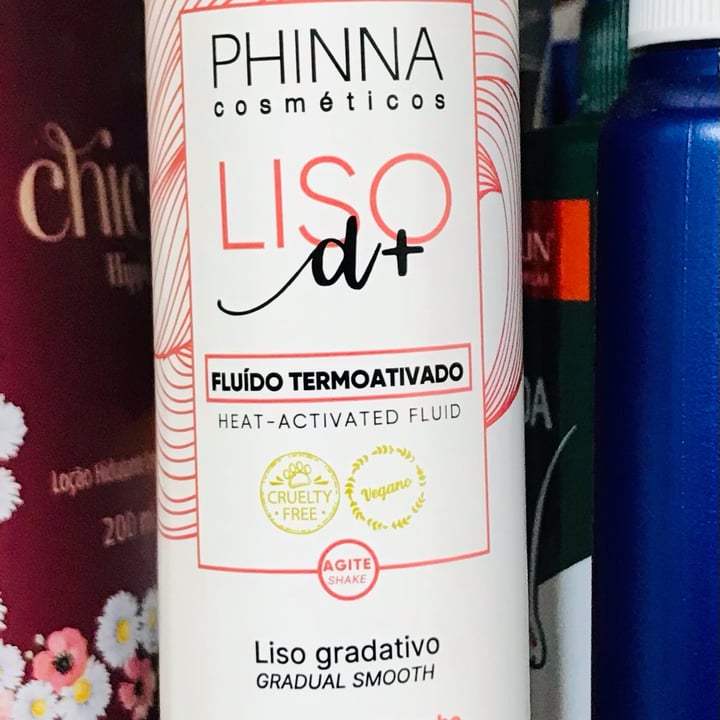 PHINNA
cosméticos
LISO
d+
FLUÍDO TERMOATIVADO
HEAT-ACTIVATED FLUID
CRUELTY
FREE
Vegano
AGITE
SHAKE
Liso gradativo
GRADUAL SMOOTH
chic
Loção
200